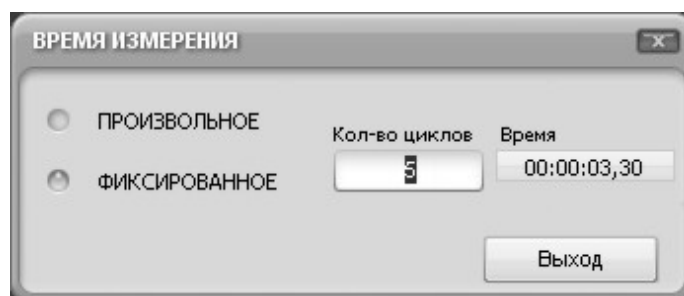 ВРЕМЯ ИЗМЕРЕНИЯ
ПРОИЗВОЛЬНОЕ
ФИКСИРОВАННОЕ
Кол-во циклов
5
Время
00:00:03,30
Выход